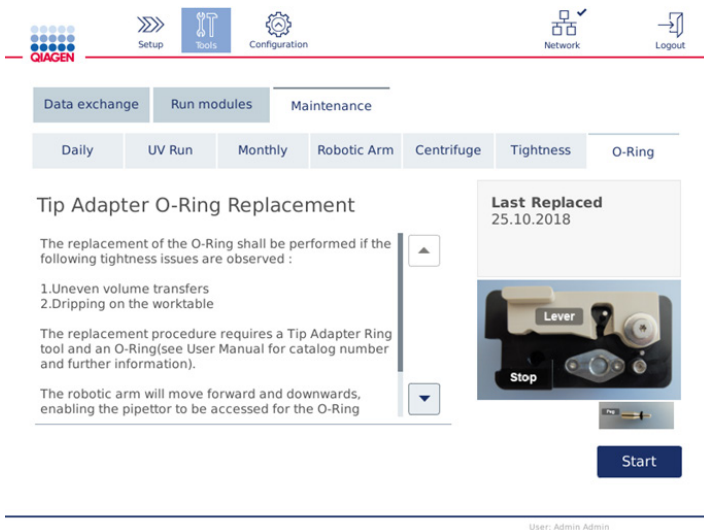 QIAGEN
Setup
Tools
Configuration
Network
Logout
Data exchange
Run modules
Maintenance
Daily
UV Run
Monthly
Robotic Arm
Centrifuge
Tightness
O-Ring
Tip Adapter O-Ring Replacement
The replacement of the O-Ring shall be performed if the
following tightness issues are observed :
1.Uneven volume transfers
2.Dripping on the worktable
The replacement procedure requires a Tip Adapter Ring
tool and an O-Ring(see User Manual for catalog number
and further information).
The robotic arm will move forward and downwards,
enabling the pipettor to be accessed for the O-Ring
Last Replaced
25.10.2018
Lever
Stop
Peg
Start
User: Admin Admin